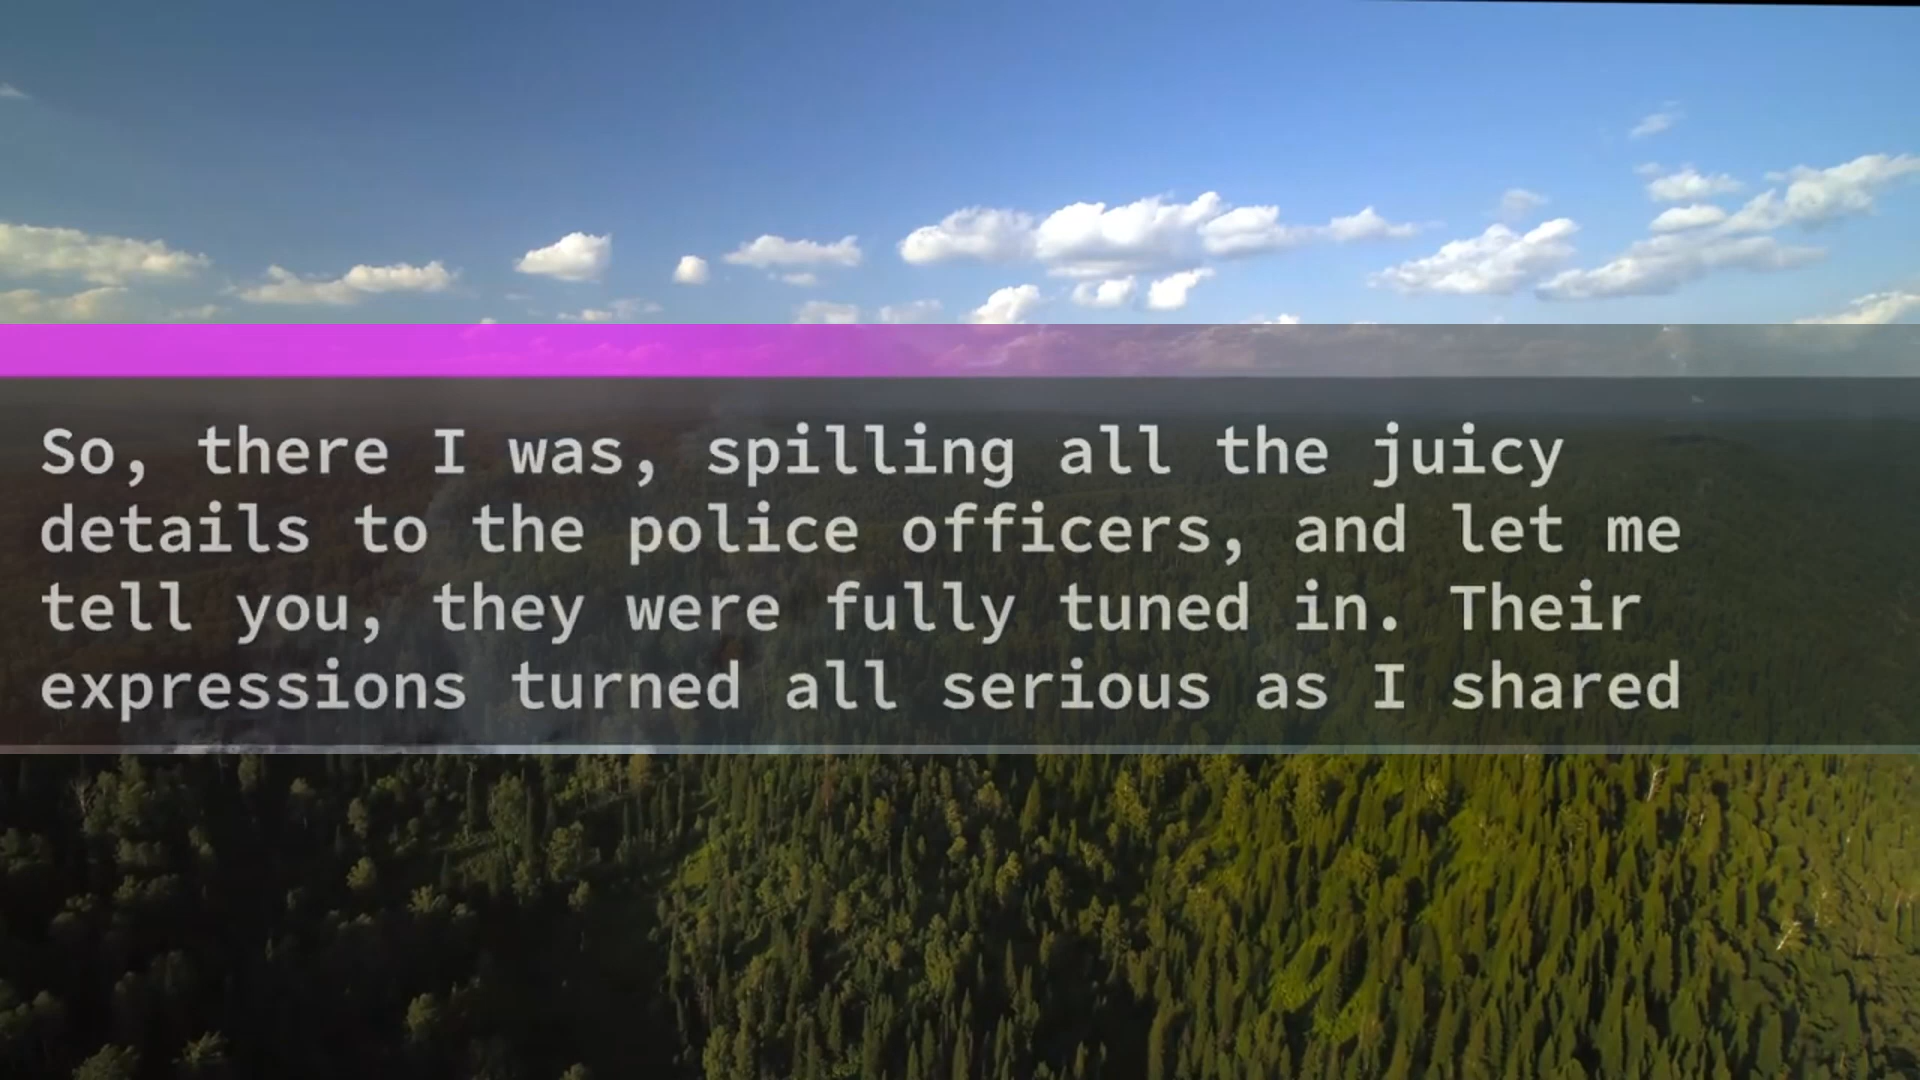 So, there I was, spilling all the juicy
details to the police officers, and let me
tell you, they were fully tuned in. Their
expressions turned all serious as I shared